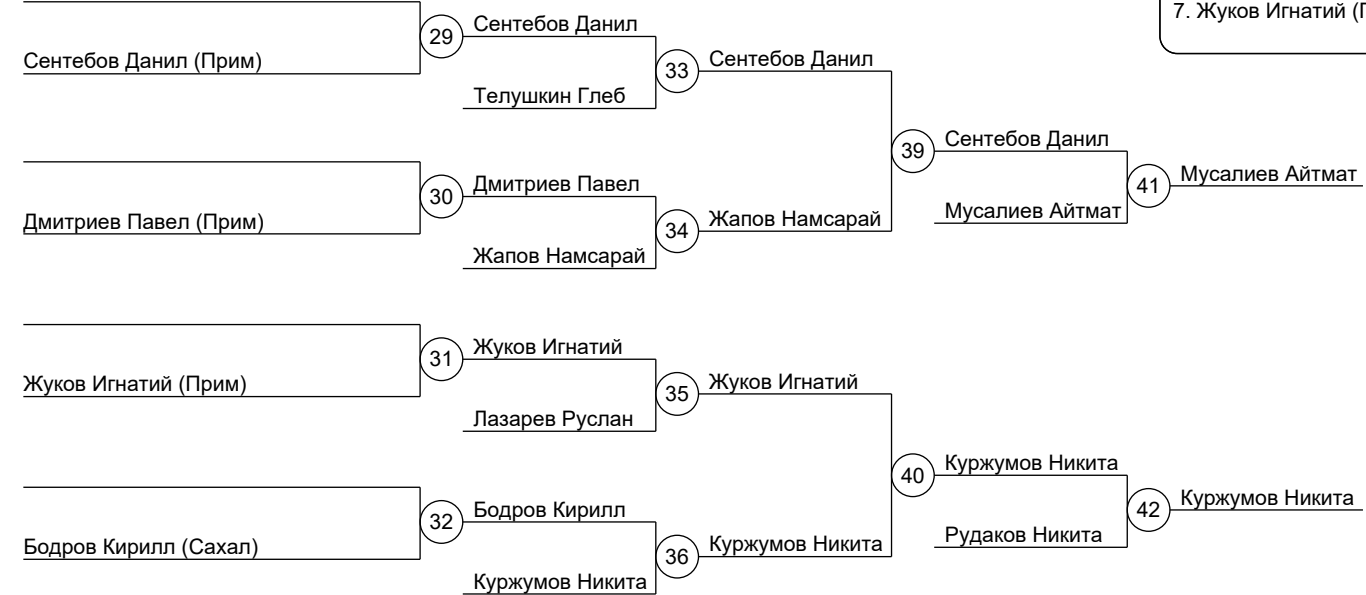 7. Жуков Игнатий
Сентебов Данил (Прим)
29
Сентебов Данил
Телушкин Глеб
33
Сентебов Данил
Дмитриев Павел (Прим)
30
Дмитриев Павел
Жапов Намсарай
34
Жапов Намсарай
39
Сентебов Данил
Мусалиев Айтмат
41
Мусалиев Айтмат
Жуков Игнатий (Прим)
31
Жуков Игнатий
Лазарев Руслан
35
Жуков Игнатий
Бодров Кирилл (Сахал)
32
Бодров Кирилл
Куржумов Никита
36
Куржумов Никита
40
Куржумов Никита
Рудаков Никита
42
Куржумов Никита